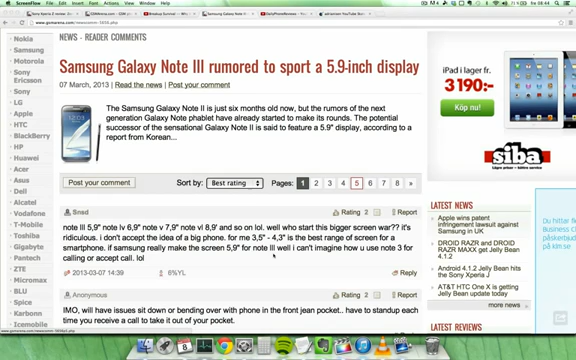 ScreenFlow File Edit Actions Insert Font Arrange View Window Help
fre 08:44
NEWS - READER COMMENTS
Samsung Galaxy Note III rumored to sport a 5.9-inch display
07 March, 2013 | Read the news | Post your comment
The Samsung Galaxy Note II is just six months old now, but the rumors of the next
generation Galaxy Note phablet have already started to make its rounds. The potential
successor of the sensational Galaxy Note II is said to feature a 5.9" display, according to a
report from Korean...
Post your comment
Sort by: Best rating
Pages: 1 2 3 4 5 6 7 8 »
Snad
Rating 2 | Report
note III 5,9" note Iv 6,9" note v 7,9" note vI 8,9' and so on lol. well who start this bigger screen war?? it's
ridiculous. i don't accept the idea of a big phone. for me 3,5" - 4,3" is the best range of screen for a
smartphone. if samsung really make the screen 5,9" for note III well i can't imagine how u use note 3 for
calling or accept call. lol
2013-03-07 14:39
6%YL
Reply
Anonymous
Rating 2 | Report
IMO, will have issues sit down or bending over with phone in the front jean pocket.. have to standup each
time you receive a call to take it out of your pocket.
Nokia
Samsung
Motorola
Sony
Ericsson
Sony
LG
Apple
HTC
BlackBerry
HP
Huawei
Acer
Asus
Dell
Alcatel
Vodafone
T-Mobile
Toshiba
Gigabyte
Pantech
ZTE
Micromax
BLU
Spice
Karbonn
Icemobile
iPad i lager fr.
3190:-
Köp nu!
siba
LATEST NEWS
Apple wins patent
infringement lawsuit against
Samsung in UK
DROID RAZR and DROID
RAZR MAXX get Jelly Bean
4.1.2
Android 4.1.2 Jelly Bean hits
the Sony Xperia J
AT&T HTC One X getting
Jelly Bean update today
more news
LATEST REVIEWS
Du hittar
Business C
påskedbju
på km.se